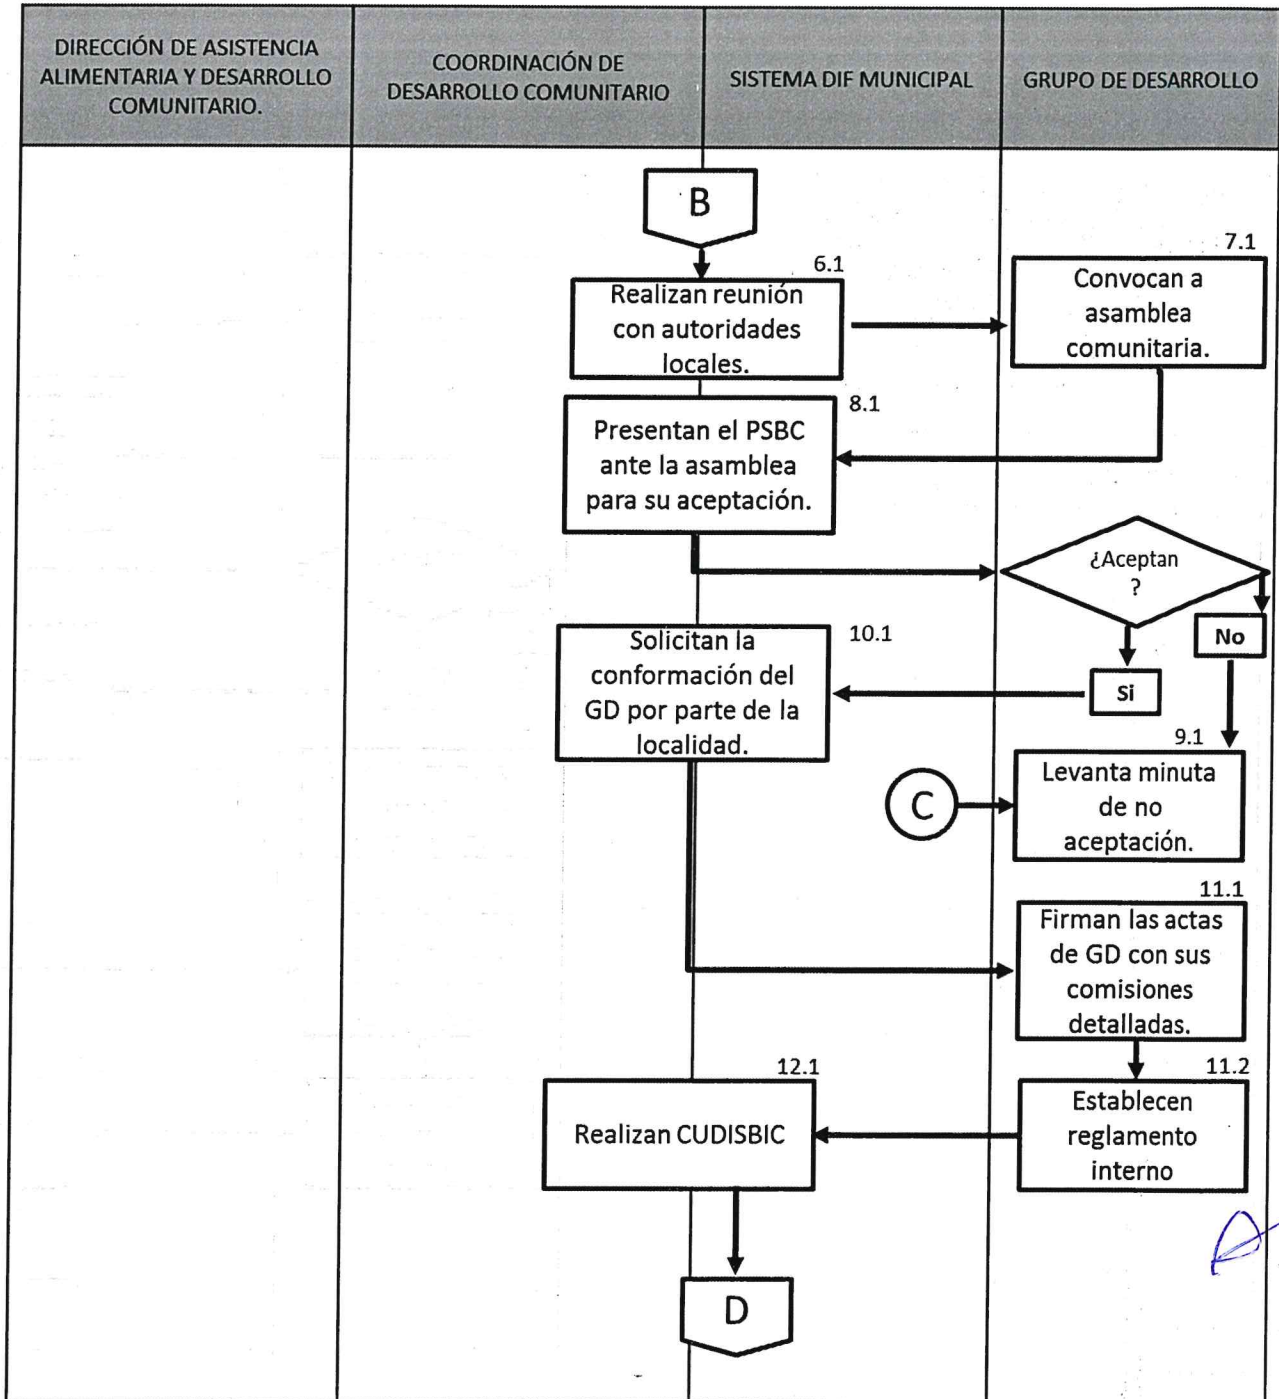 DIRECCIÓN DE ASISTENCIA
ALIMENTARIA Y DESARROLLO
COMUNITARIO.
COORDINACIÓN DE
DESARROLLO COMUNITARIO
SISTEMA DIF MUNICIPAL
GRUPO DE DESARROLLO
B
6.1
Realizan reunión
con autoridades
locales.
7.1
Convocan a
asamblea
comunitaria.
8.1
Presentan el PSBC
ante la asamblea
para su aceptación.
¿Aceptan
?
No
Si
10.1
Solicitan la
conformación del
GD por parte de la
localidad.
9.1
Levanta minuta
de no
aceptación.
C
11.1
Firman las actas
de GD con sus
comisiones
detalladas.
11.2
Establecen
reglamento
interno
12.1
Realizan CUDISBIC
D